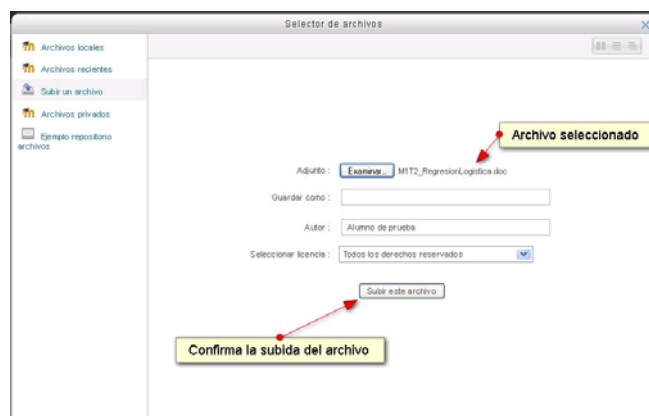 Selector de archivos
Archivos locales
Archivos recientes
Subir un archivo
Archivos privados
Ejemplo repositorio
archivos
Archivo seleccionado
Adjunto : Examinar... M1T2_RegresionLogistica.doc
Guardar como :
Autor : Alumno de prueba
Seleccionar licencia : Todos los derechos reservados
Subir este archivo
Confirma la subida del archivo